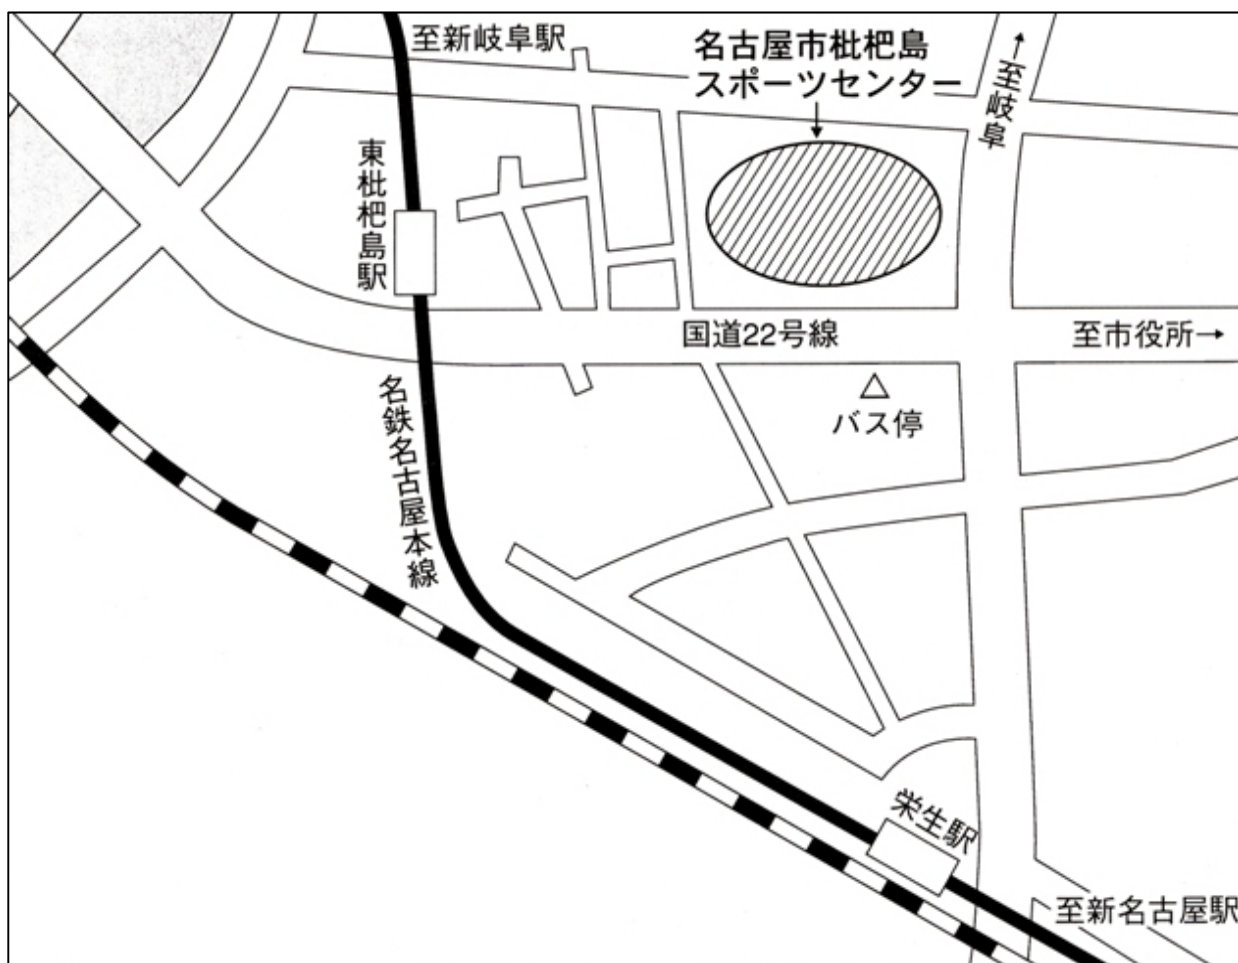 至新岐阜駅
名古屋市枇杷島
スポーツセンター
↑至岐阜
東枇杷島駅
国道22号線
至市役所→
バス停
名鉄名古屋本線
栄生駅
至新名古屋駅